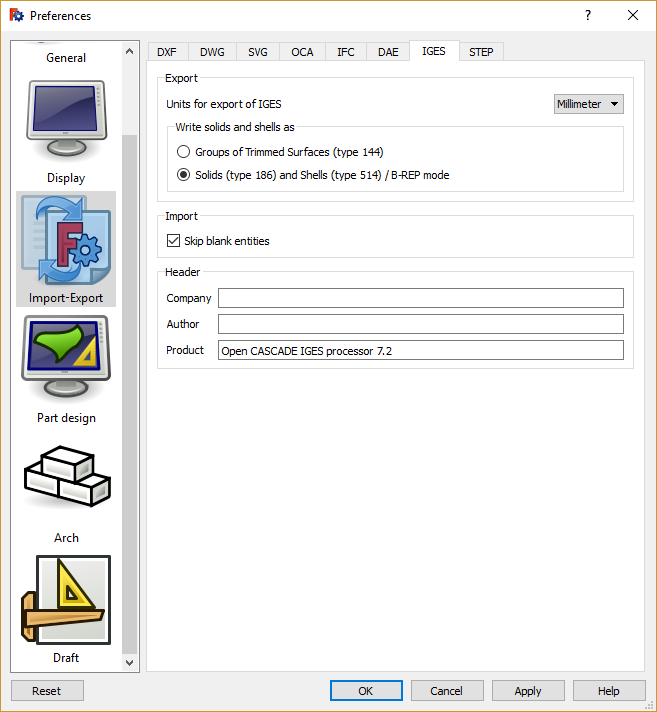 Preferences
?
General
Display
Import-Export
Part design
Arch
Draft
DXF DWG SVG OCA IFC DAE IGES STEP
Export
Units for export of IGES Millimeter
Write solids and shells as
Groups of Trimmed Surfaces (type 144)
Solids (type 186) and Shells (type 514) / B-REP mode
Import
Skip blank entities
Header
Company
Author
Product Open CASCADE IGES processor 7.2
Reset OK Cancel Apply Help